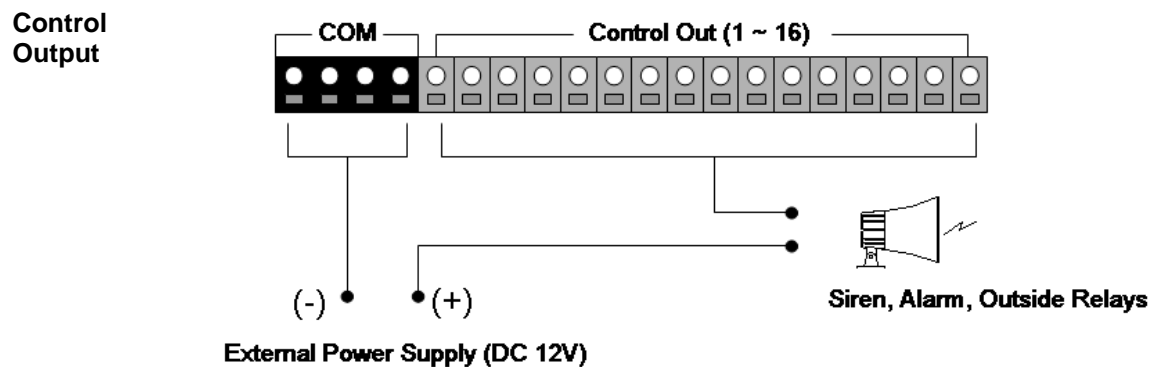 Control
Output
COM
Control Out (1 ~ 16)
(-)
(+)
Siren, Alarm, Outside Relays
External Power Supply (DC 12V)